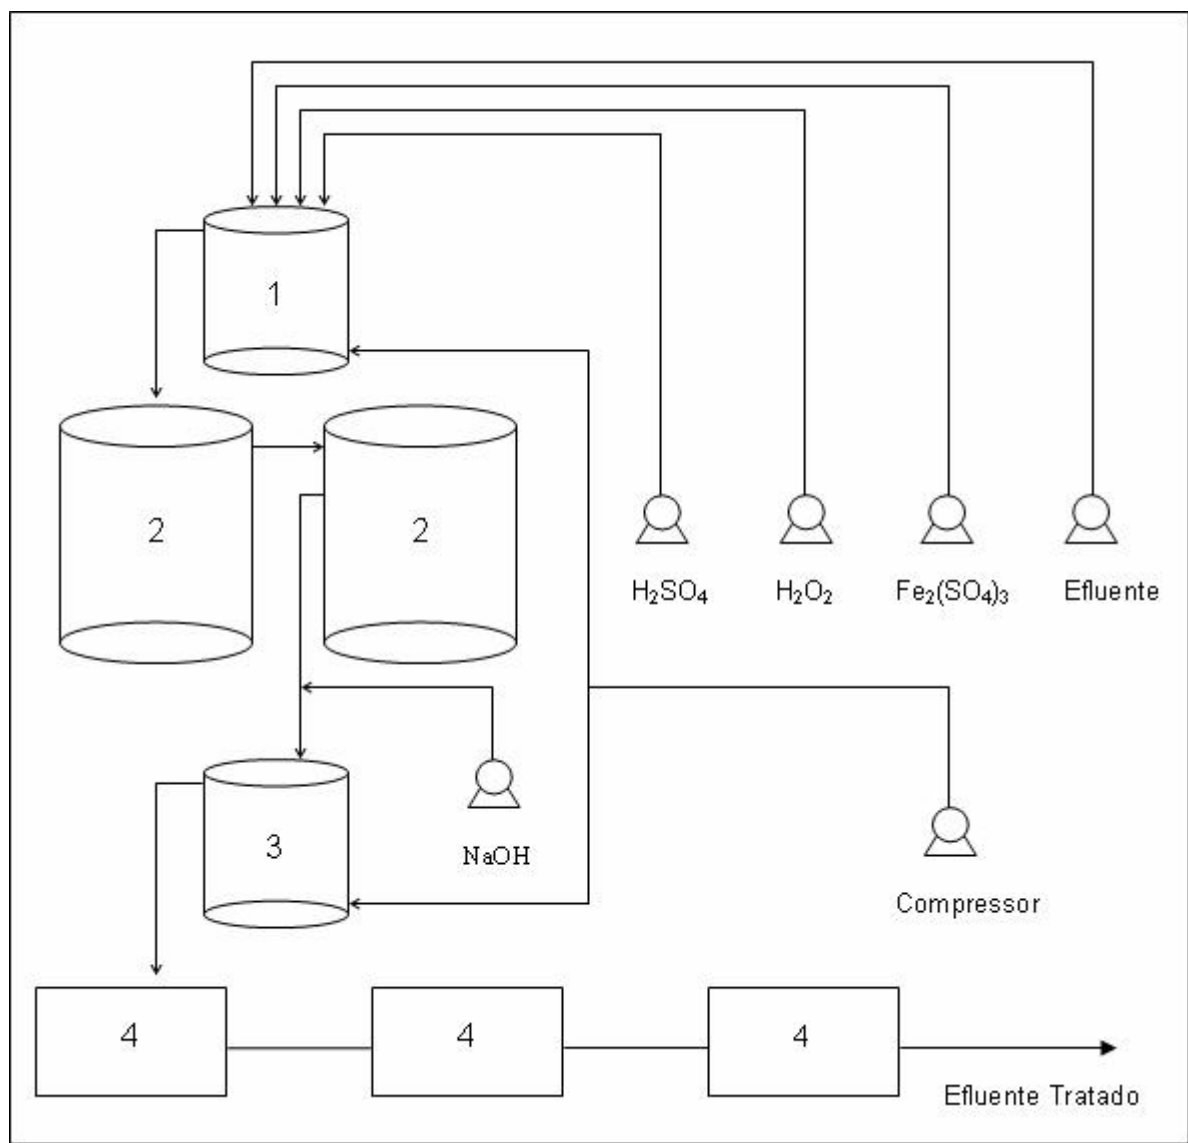 1
2 2
H₂SO₄ H₂O₂ Fe₂(SO₄)₃ Efluente
3
NaOH
Compressor
4 4 4
Efluente Tratado